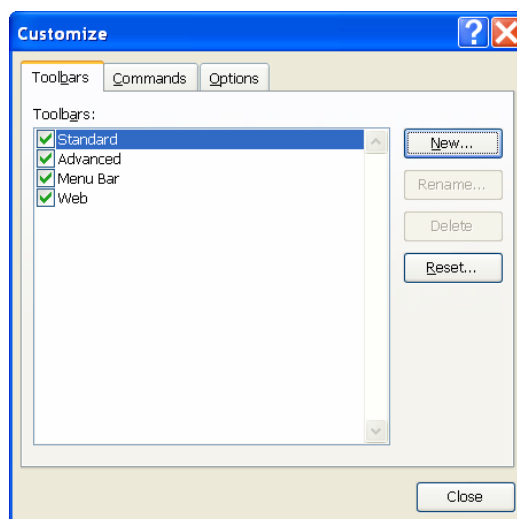 Customize
Toolbars Commands Options
Toolbars:
Standard
Advanced
Menu Bar
Web
New...
Rename...
Delete
Reset...
Close